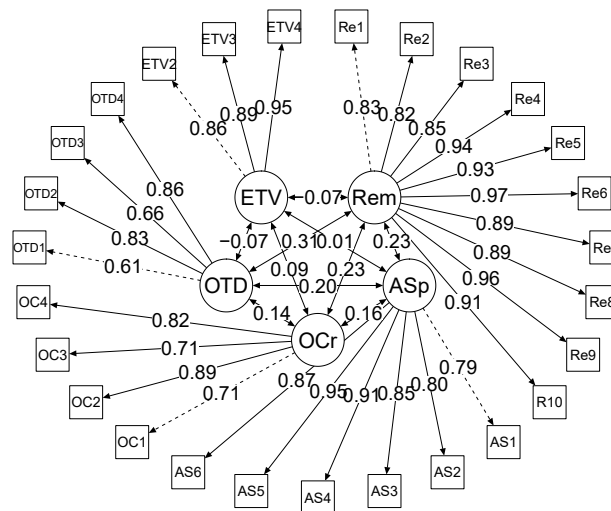 ETV3
ETV4
Re1
Re2
ETV2
Re3
OTD4
Re4
OTD3
Re5
OTD2
Re6
OTD1
Re
OC4
Re8
OC3
Re9
OC2
R10
OC1
AS1
AS6
AS2
AS5
AS3
AS4
ETV
Rem
OTD
ASp
OCr
0.86
0.89
0.95
0.83
0.82
0.85
0.94
0.93
0.97
0.89
0.89
0.96
0.91
0.86
0.66
0.83
0.61
−0.07
−0.07
0.31
0.01
0.23
0.09
0.23
0.20
0.14
0.16
0.82
0.71
0.89
0.71
0.87
0.95
0.91
0.85
0.80
0.79